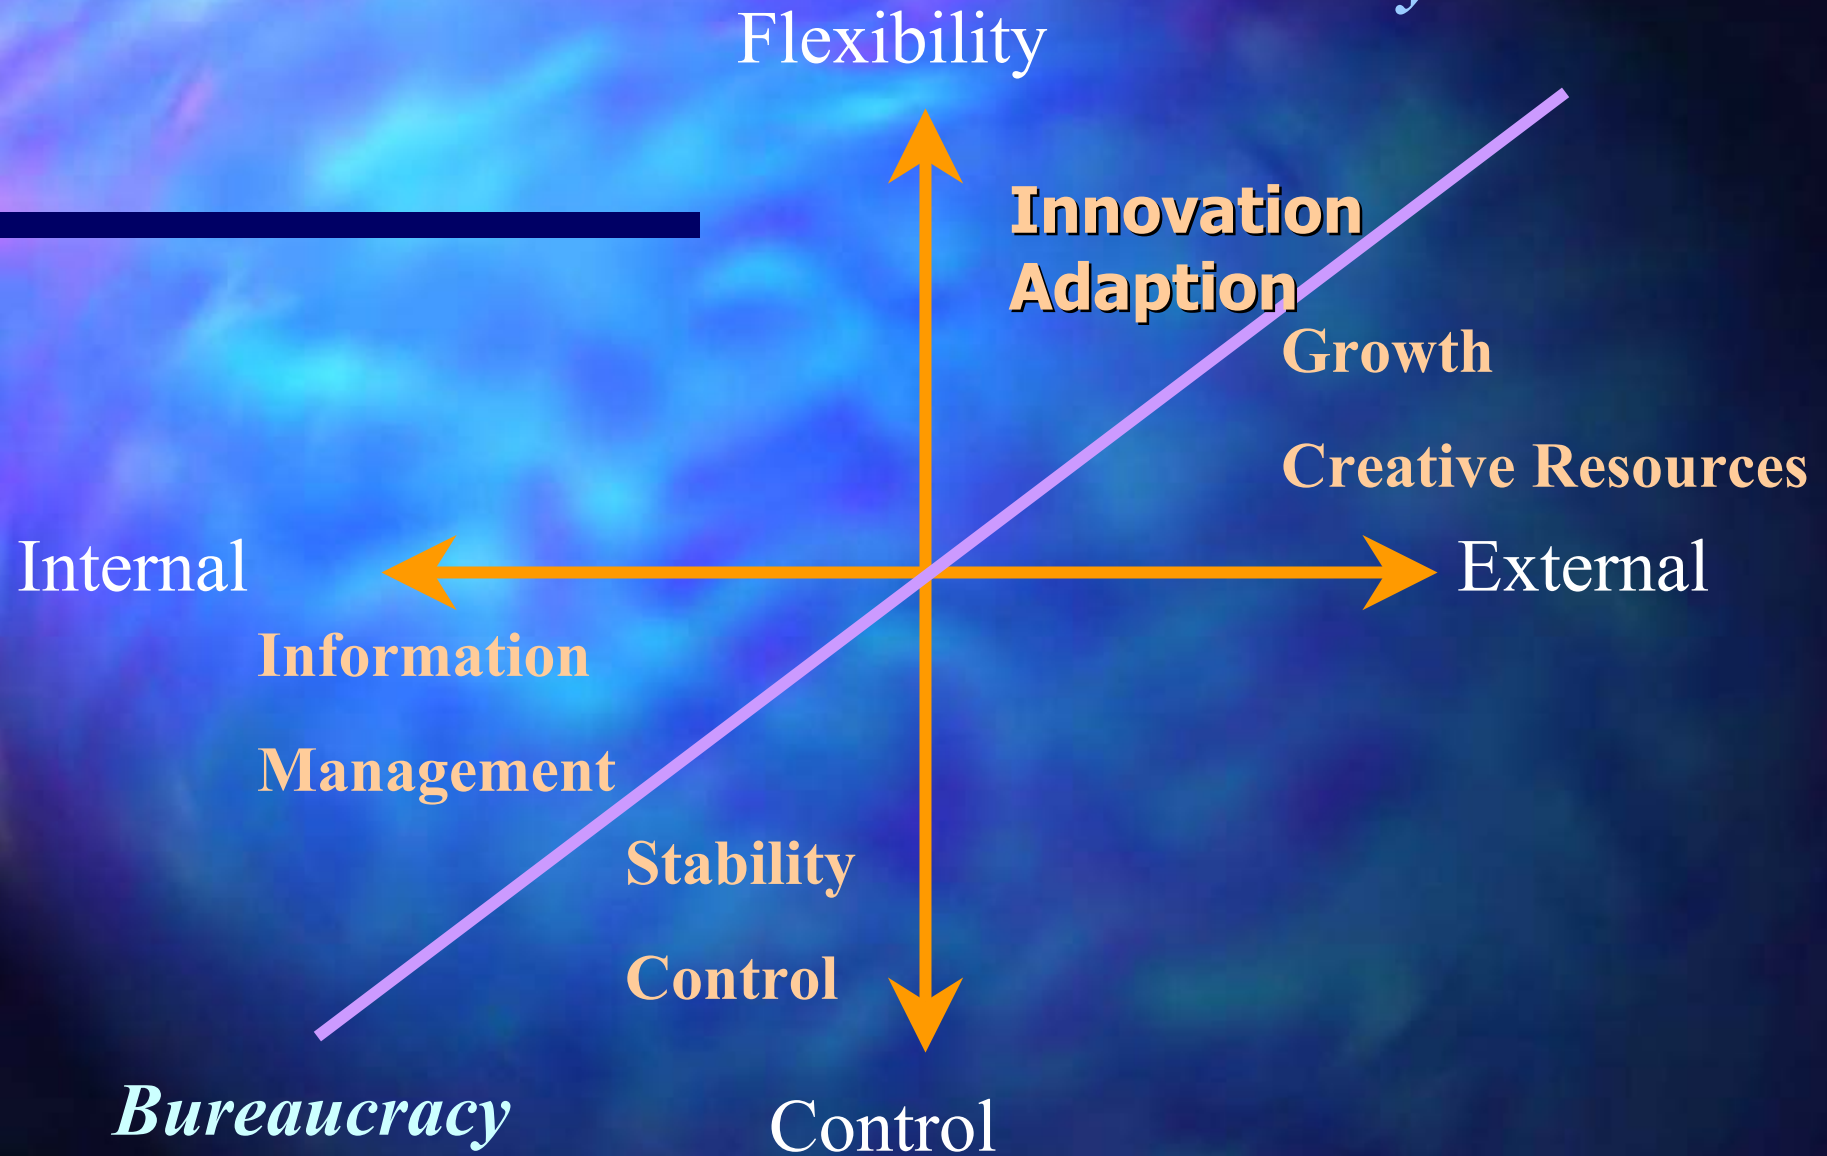 Flexibility
Innovation
Adaption
Growth
Creative Resources
Internal
External
Information
Management
Stability
Control
Bureaucracy
Control